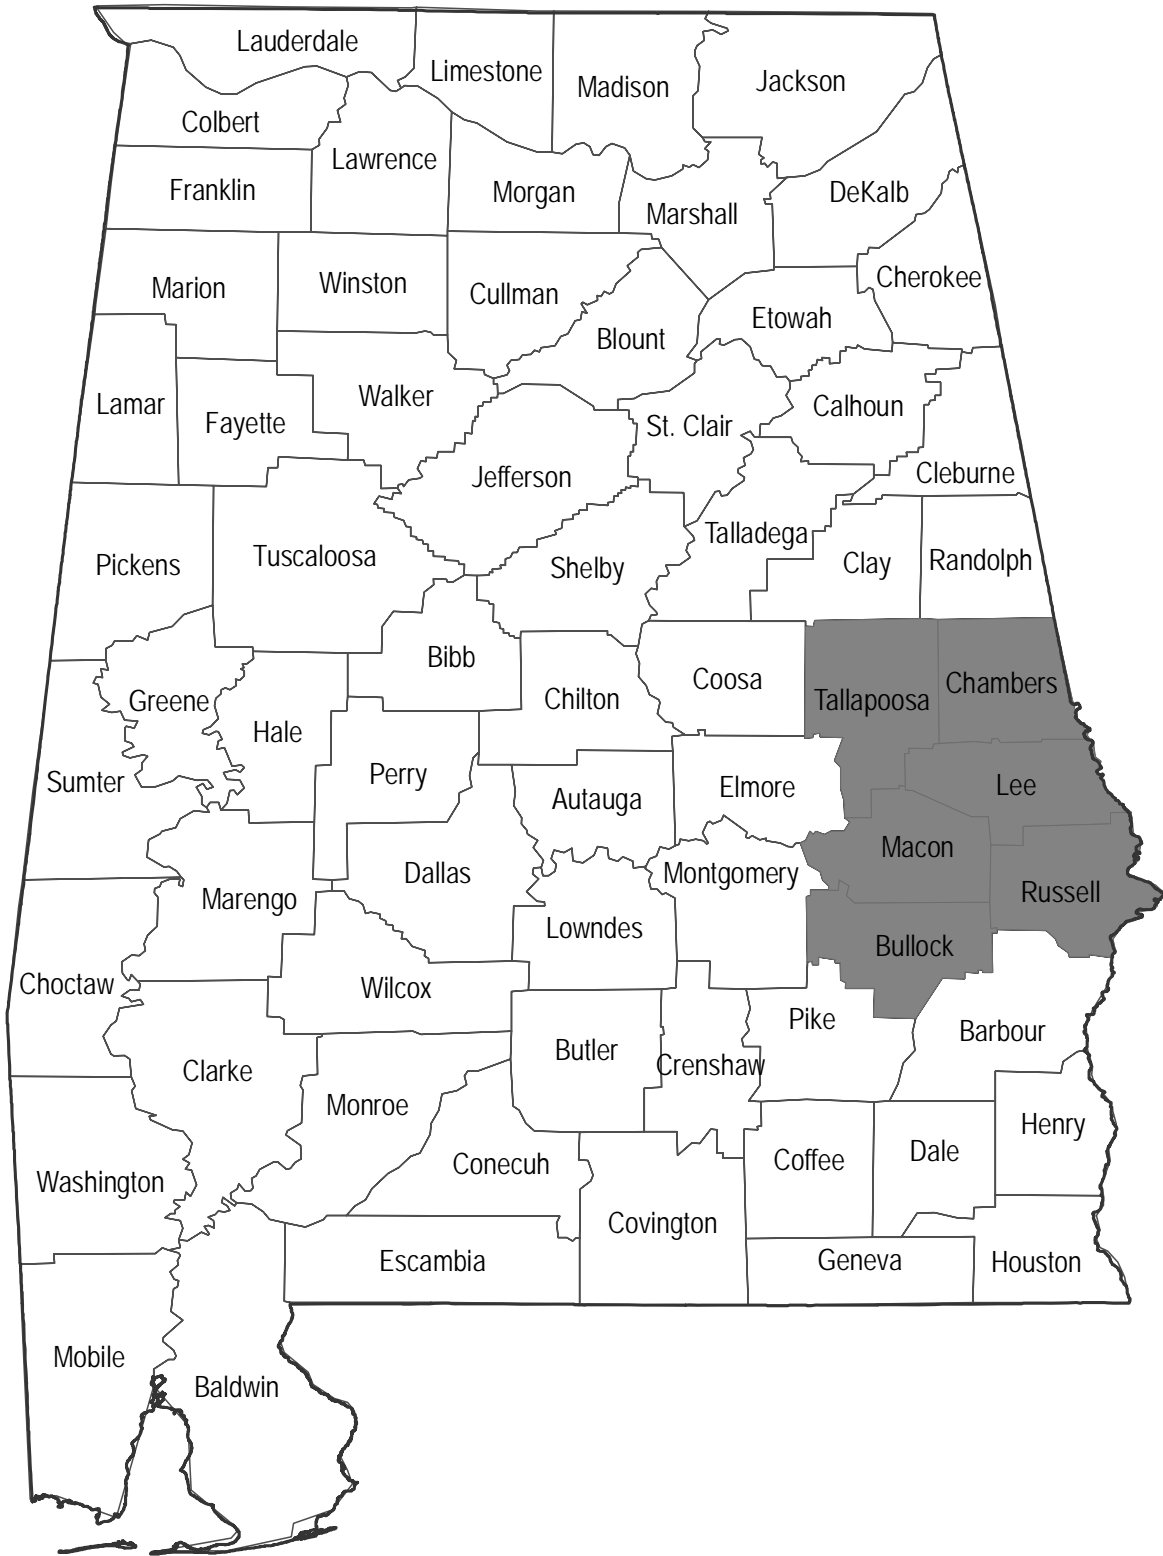 Lauderdale
Limestone
Madison
Jackson
Colbert
Lawrence
Franklin
Morgan
Marshall
DeKalb
Marion
Winston
Cullman
Cherokee
Etowah
Blount
Lamar
Fayette
Walker
St. Clair
Calhoun
Jefferson
Cleburne
Talladega
Pickens
Tuscaloosa
Shelby
Clay
Randolph
Bibb
Greene
Hale
Chilton
Coosa
Tallapoosa
Chambers
Sumter
Perry
Autauga
Elmore
Lee
Marengo
Dallas
Montgomery
Macon
Russell
Lowndes
Bullock
Choctaw
Wilcox
Pike
Barbour
Clarke
Butler
Crenshaw
Monroe
Henry
Washington
Conecuh
Coffee
Dale
Covington
Escambia
Geneva
Houston
Mobile
Baldwin